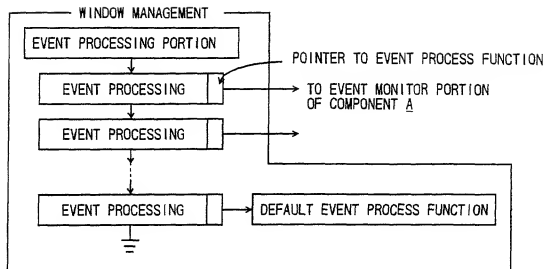 WINDOW MANAGEMENT
EVENT PROCESSING PORTION
POINTER TO EVENT PROCESS FUNCTION
EVENT PROCESSING
TO EVENT MONITOR PORTION
OF COMPONENT A
EVENT PROCESSING
EVENT PROCESSING
DEFAULT EVENT PROCESS FUNCTION